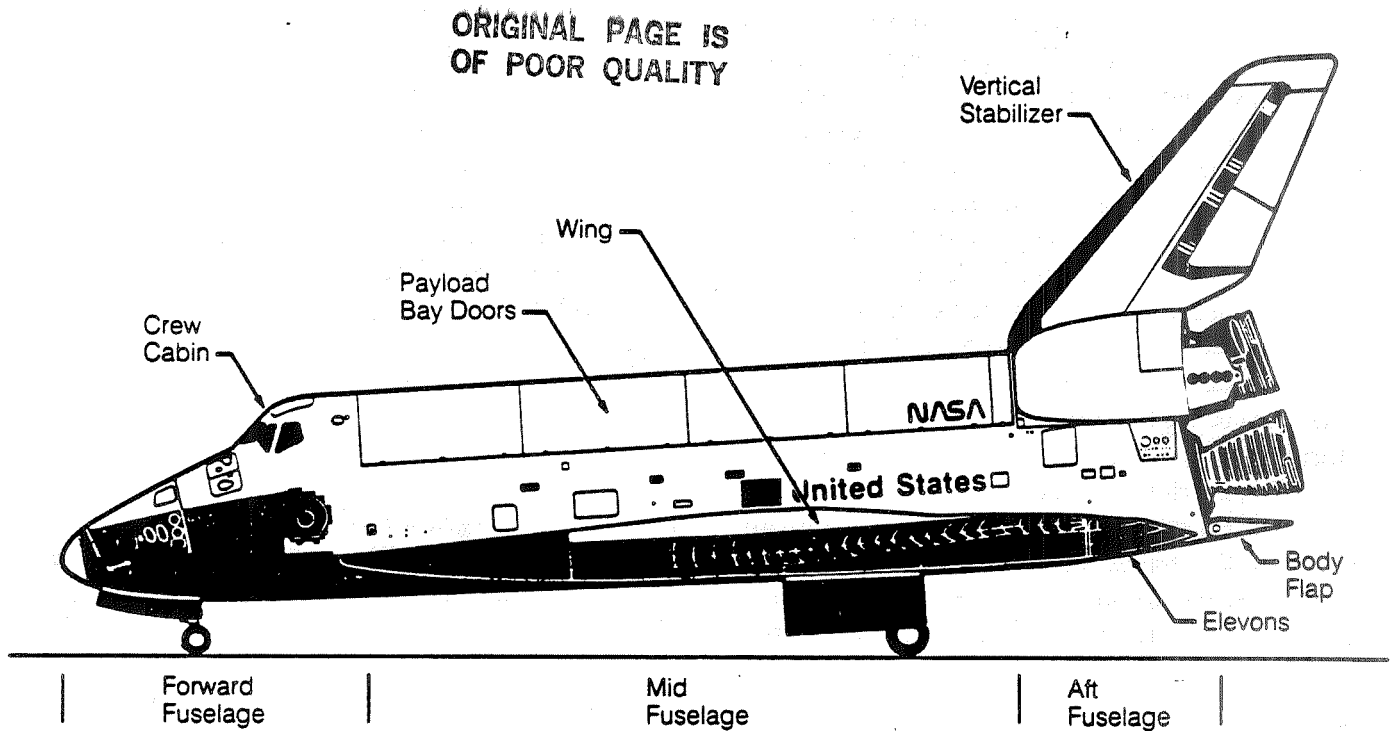 ORIGINAL PAGE IS
OF POOR QUALITY
Vertical
Stabilizer
Wing
Payload
Bay Doors
Crew
Cabin
NASA
United States
Body
Flap
Elevons
Forward
Fuselage
Mid
Fuselage
Aft
Fuselage